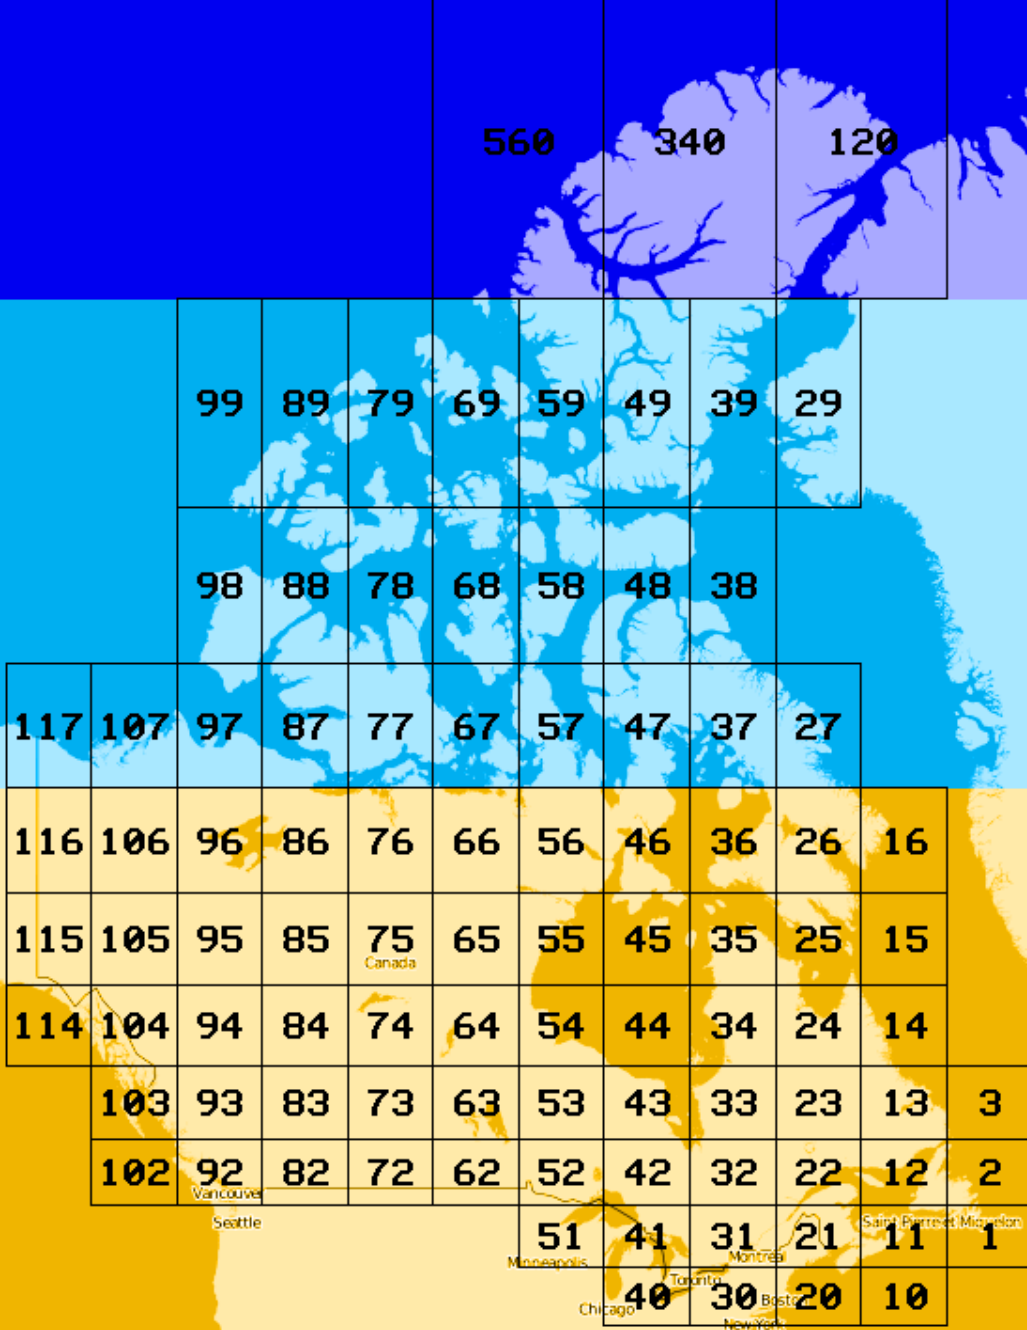 560 340 120
99 89 79 69 59 49 39 29
98 88 78 68 58 48 38
117 107 97 87 77 67 57 47 37 27
116 106 96 86 76 66 56 46 36 26 16
115 105 95 85 75 65 55 45 35 25 15
Canada
114 104 94 84 74 64 54 44 34 24 14
103 93 83 73 63 53 43 33 23 13 3
102 92 82 72 62 52 42 32 22 12 2
Vancouver
Seattle
Saint Pierre et Miquelon
51 41 31 21 11 1
Montréal
Minneapolis
Toronto
40 30 20 10
Boston
Chicago
New York